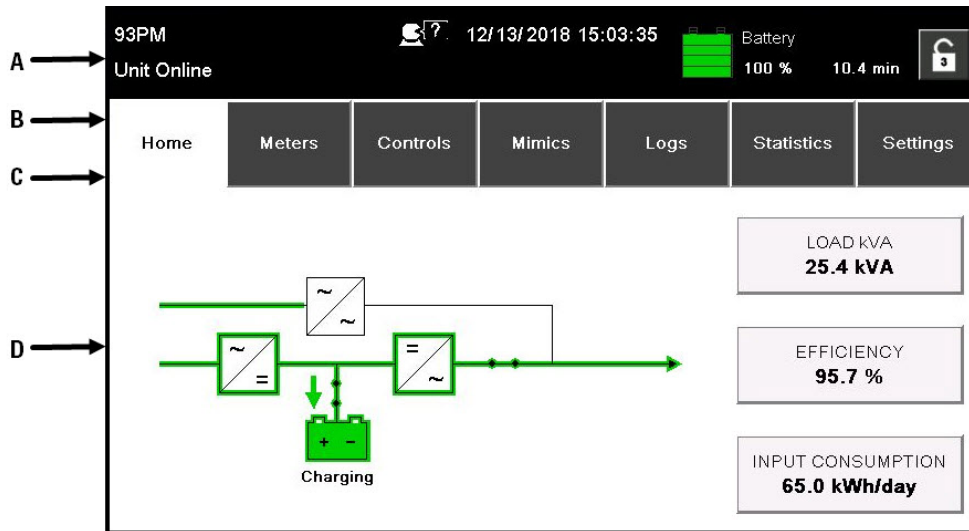 93PM
? 12/13/2018 15:03:35
Battery
Unit Online
100 % 10.4 min
3
A
B
C
D
Home Meters Controls Mimics Logs Statistics Settings
LOAD kVA
25.4 kVA
~
~
~
=
=
~
EFFICIENCY
95.7 %
+ -
Charging
INPUT CONSUMPTION
65.0 kWh/day